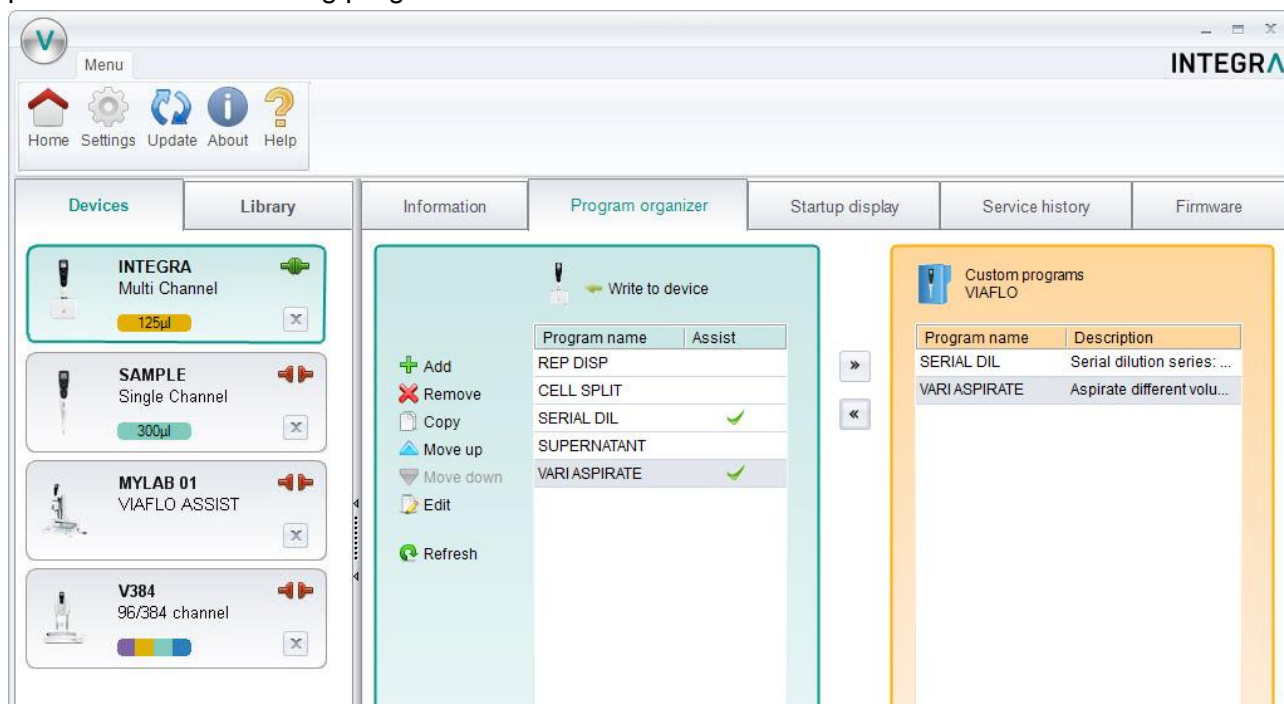 V
Menu
INTEGRA
Home Settings Update About Help
Devices Library
Information Program organizer Startup display Service history Firmware
INTEGRA
Multi Channel
125µl
SAMPLE
Single Channel
300µl
MYLAB 01
VIAFLO ASSIST
V384
96/384 channel
Add
Remove
Copy
Move up
Move down
Edit
Refresh
Write to device
Program name Assist
REP DISP
CELL SPLIT
SERIAL DIL
SUPERNATANT
VARI ASPIRATE
»
«
Custom programs
VIAFLO
Program name Description
SERIAL DIL Serial dilution series: ...
VARI ASPIRATE Aspirate different volu...